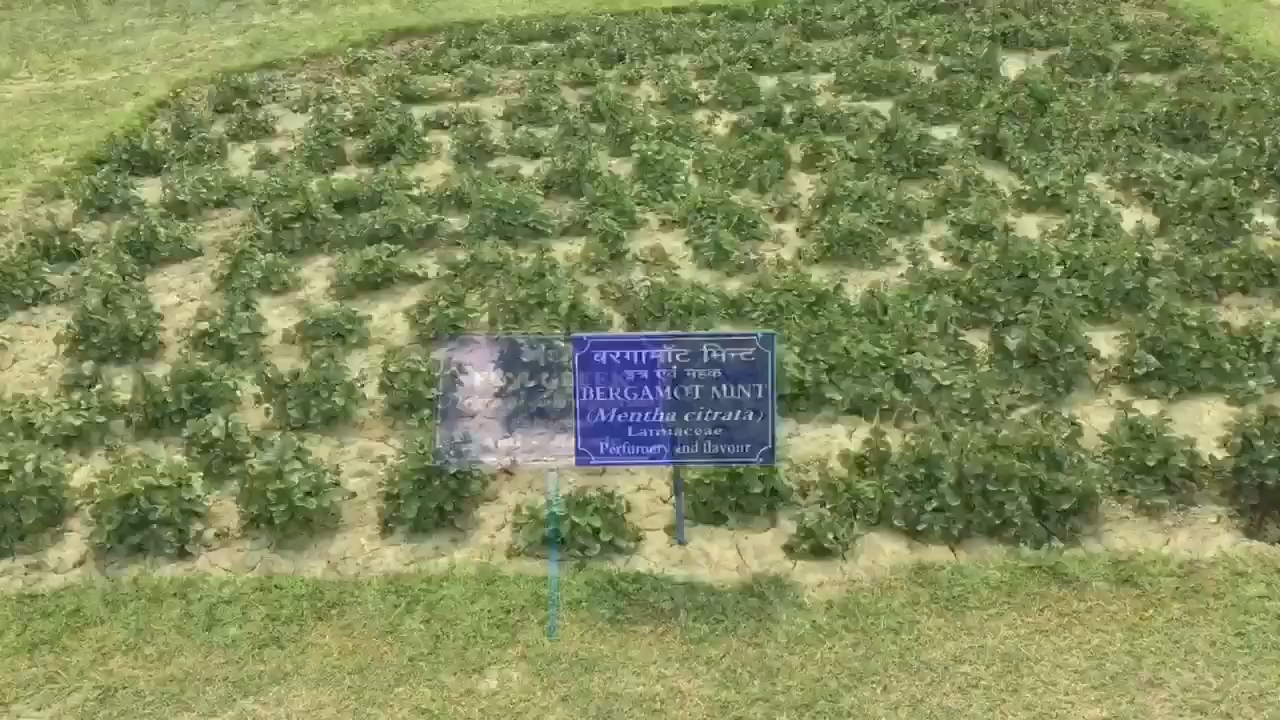 बरगामॉट मिन्ट
इत्र एवं महक
BERGAMOT MINT
(Mentha citrata)
Lamiaceae
Perfumery and flavour